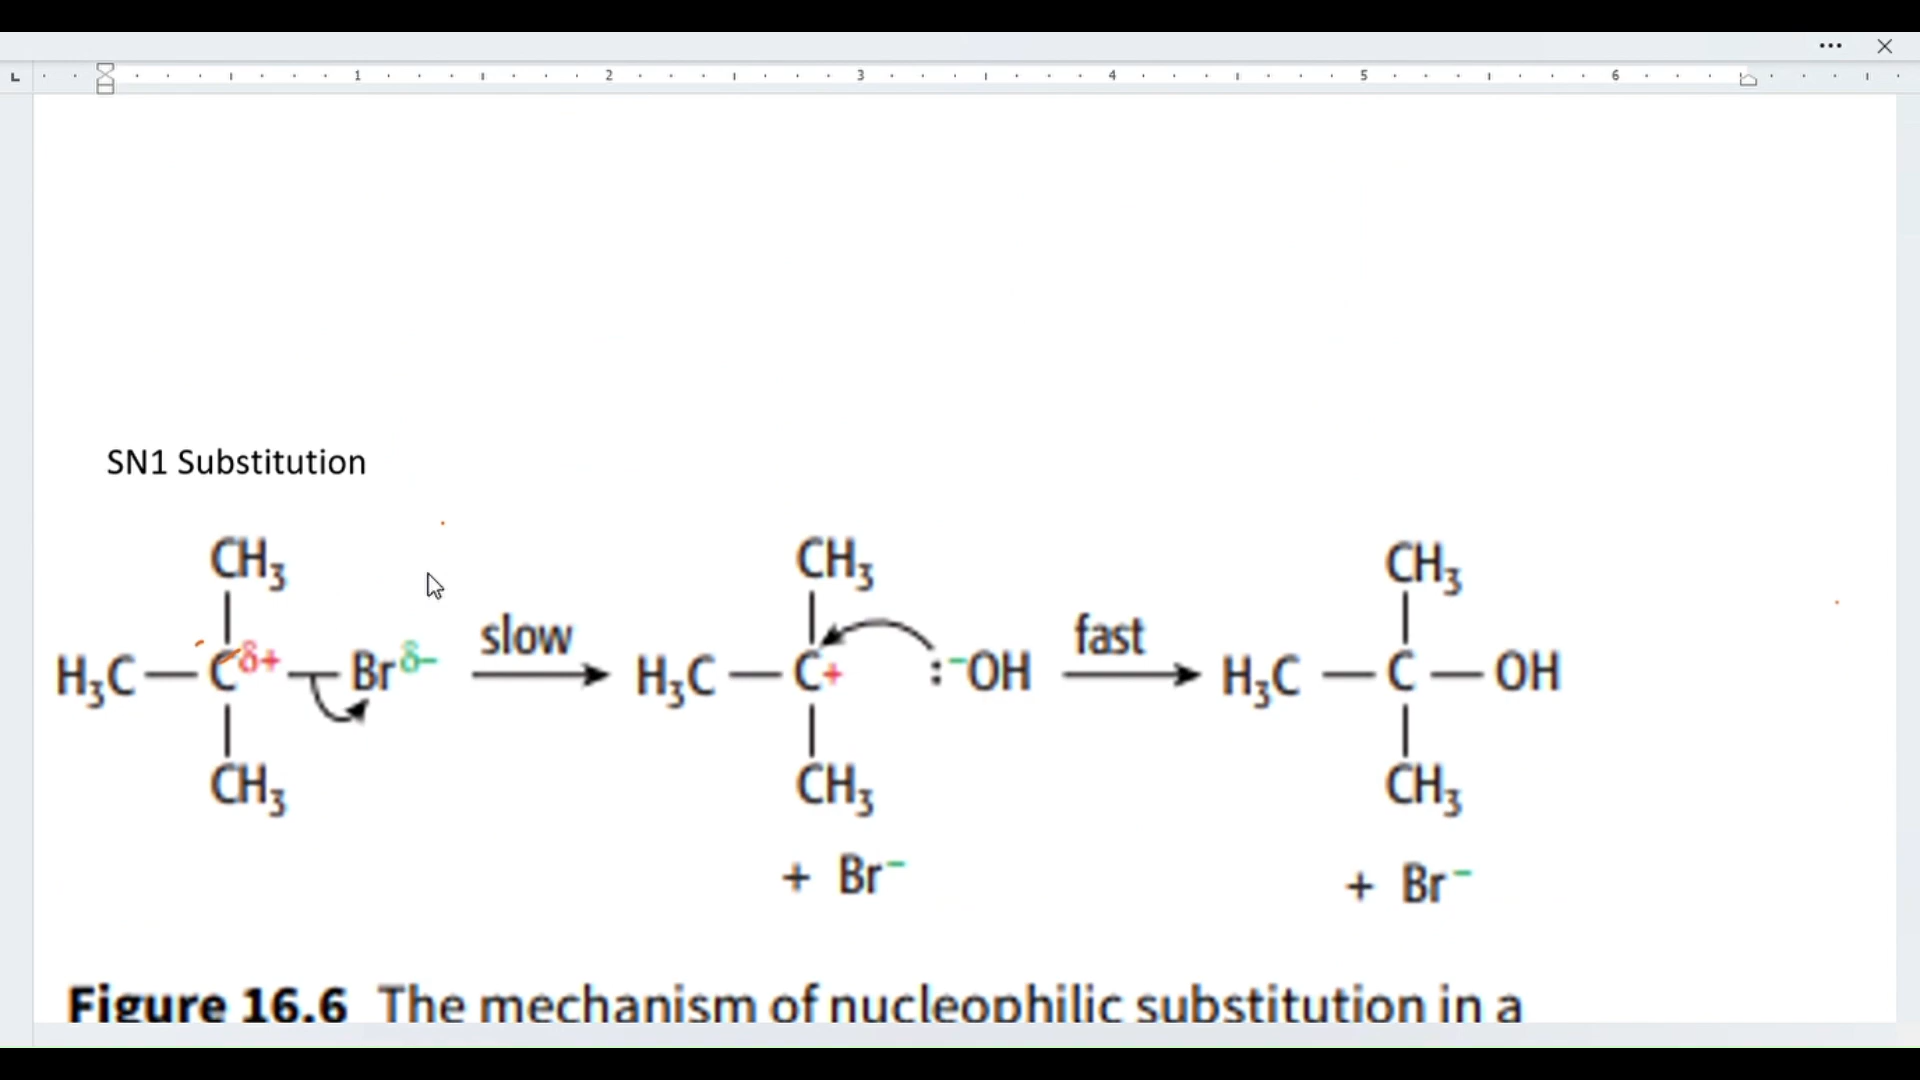 1 2 3 4 5 6
SN1 Substitution
CH₃ CH₃ CH₃
slow fast
H₃C — C δ+ — Br δ− H₃C — C+ :⁻OH H₃C — C — OH
CH₃ CH₃ CH₃
+ Br⁻ + Br⁻
Figure 16.6 The mechanism of nucleophilic substitution in a